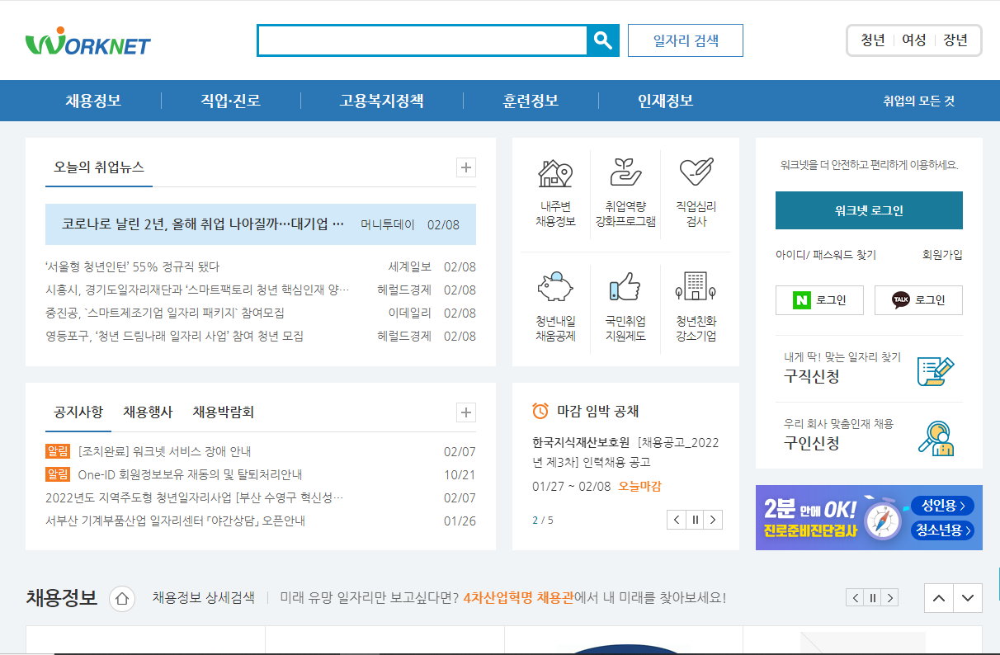 WORKNET
일자리 검색
청년 여성 장년
채용정보 직업·진로 고용복지정책 훈련정보 인재정보 취업의 모든 것
오늘의 취업뉴스
코로나로 날린 2년, 올해 취업 나아질까…대기업 … 머니투데이 02/08
‘서울형 청년인턴’ 55% 정규직 됐다 세계일보 02/08
시흥시, 경기도일자리재단과 ‘스마트팩토리 청년 핵심인재 양… 헤럴드경제 02/08
중진공, `스마트제조기업 일자리 패키지` 참여모집 이데일리 02/08
영등포구, ‘청년 드림나래 일자리 사업’ 참여 청년 모집 헤럴드경제 02/08
내주변
채용정보
취업역량
강화프로그램
직업심리
검사
청년내일
채움공제
국민취업
지원제도
청년친화
강소기업
워크넷을 더 안전하고 편리하게 이용하세요.
워크넷 로그인
아이디/ 패스워드 찾기 회원가입
N 로그인 TALK 로그인
내게 딱! 맞는 일자리 찾기
구직신청
우리 회사 맞춤인재 채용
구인신청
공지사항 채용행사 채용박람회
알림 [조치완료] 워크넷 서비스 장애 안내 02/07
알림 One-ID 회원정보보유 재동의 및 탈퇴처리안내 10/21
2022년도 지역주도형 청년일자리사업 [부산 수영구 혁신성… 02/07
서부산 기계부품산업 일자리센터 ｢야간상담｣ 오픈안내 01/26
마감 임박 공채
한국지식재산보호원 [채용공고_2022
년 제3차] 인력채용 공고
01/27 ~ 02/08 오늘마감
2 / 5
2분 안에 OK!
진로준비진단검사
성인용 >
청소년용 >
채용정보 채용정보 상세검색 미래 유망 일자리만 보고싶다면? 4차산업혁명 채용관에서 내 미래를 찾아보세요!